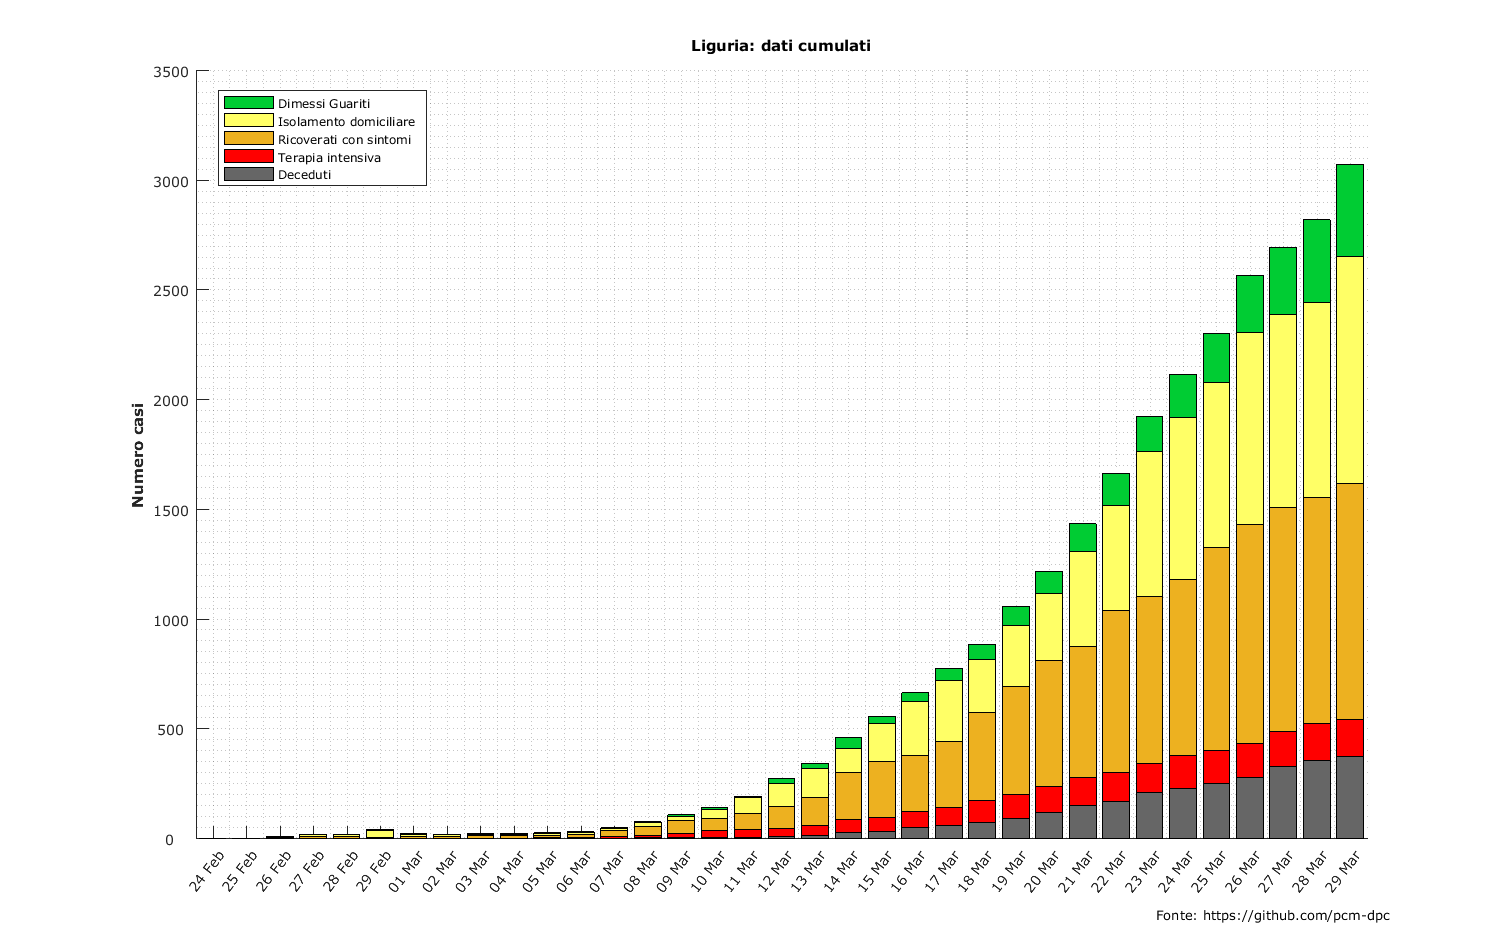 Liguria: dati cumulati
Numero casi
3500
3000
2500
2000
1500
1000
500
0
Dimessi Guariti
Isolamento domiciliare
Ricoverati con sintomi
Terapia intensiva
Deceduti
24 Feb
25 Feb
26 Feb
27 Feb
28 Feb
29 Feb
01 Mar
02 Mar
03 Mar
04 Mar
05 Mar
06 Mar
07 Mar
08 Mar
09 Mar
10 Mar
11 Mar
12 Mar
13 Mar
14 Mar
15 Mar
16 Mar
17 Mar
18 Mar
19 Mar
20 Mar
21 Mar
22 Mar
23 Mar
24 Mar
25 Mar
26 Mar
27 Mar
28 Mar
29 Mar
Fonte: https://github.com/pcm-dpc